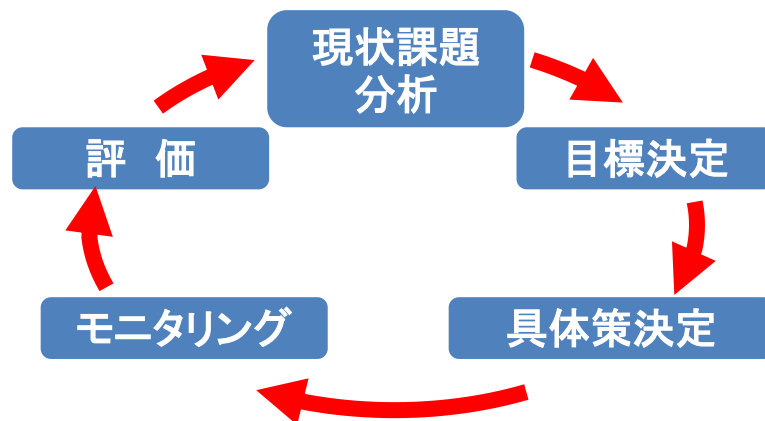 現状課題
分析
評　価
目標決定
モニタリング
具体策決定